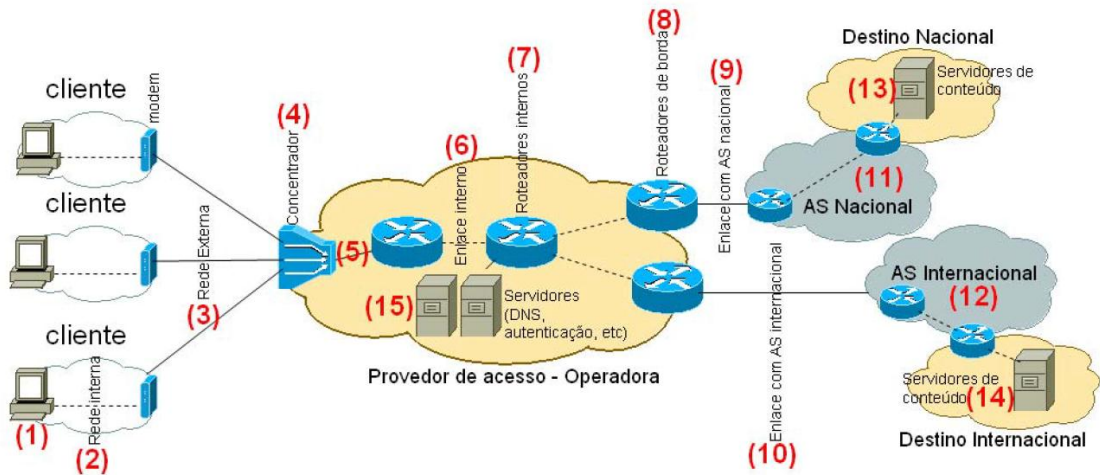 cliente
modem
(1)
Rede interna
(2)
cliente
cliente
Rede Externa
(3)
(4)
Concentrador
(5)
(6)
Enlace interno
(7)
Roteadores internos
(15)
Servidores
(DNS,
autenticação, etc)
Provedor de acesso - Operadora
(8)
Roteadores de borda
(9)
Enlace com AS nacional
(10)
Enlace com AS internacional
(11)
AS Nacional
Destino Nacional
(13)
Servidores de
conteúdo
AS Internacional
(12)
Servidores de
conteúdo
(14)
Destino Internacional